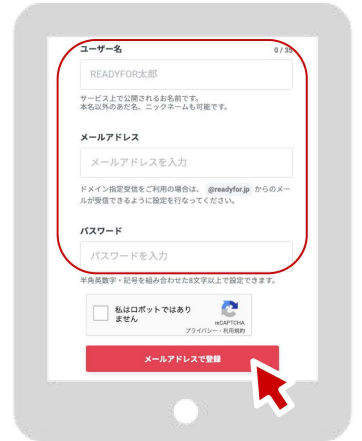 ユーザー名
0 / 35
READYFOR太郎
サービス上で公開されるお名前です。
本名以外のあだ名、ニックネームも可能です。
メールアドレス
メールアドレスを入力
ドメイン指定受信をご利用の場合は、 @readyfor.jp からのメー
ルが受信できるように設定を行なってください。
パスワード
パスワードを入力
半角英数字・記号を組み合わせた8文字以上で設定できます。
私はロボットではあり
ません
reCAPTCHA
プライバシー - 利用規約
メールアドレスで登録